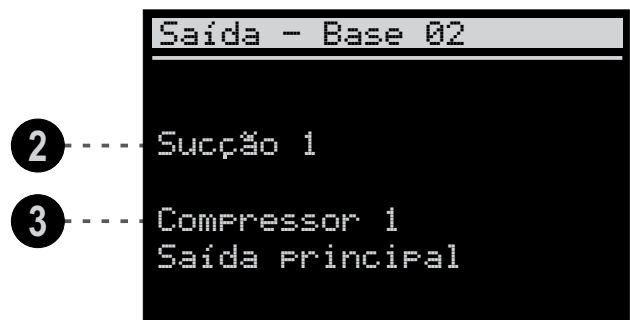 Saída - Base 02
2 Sucção 1
3 Compressor 1
Saída principal